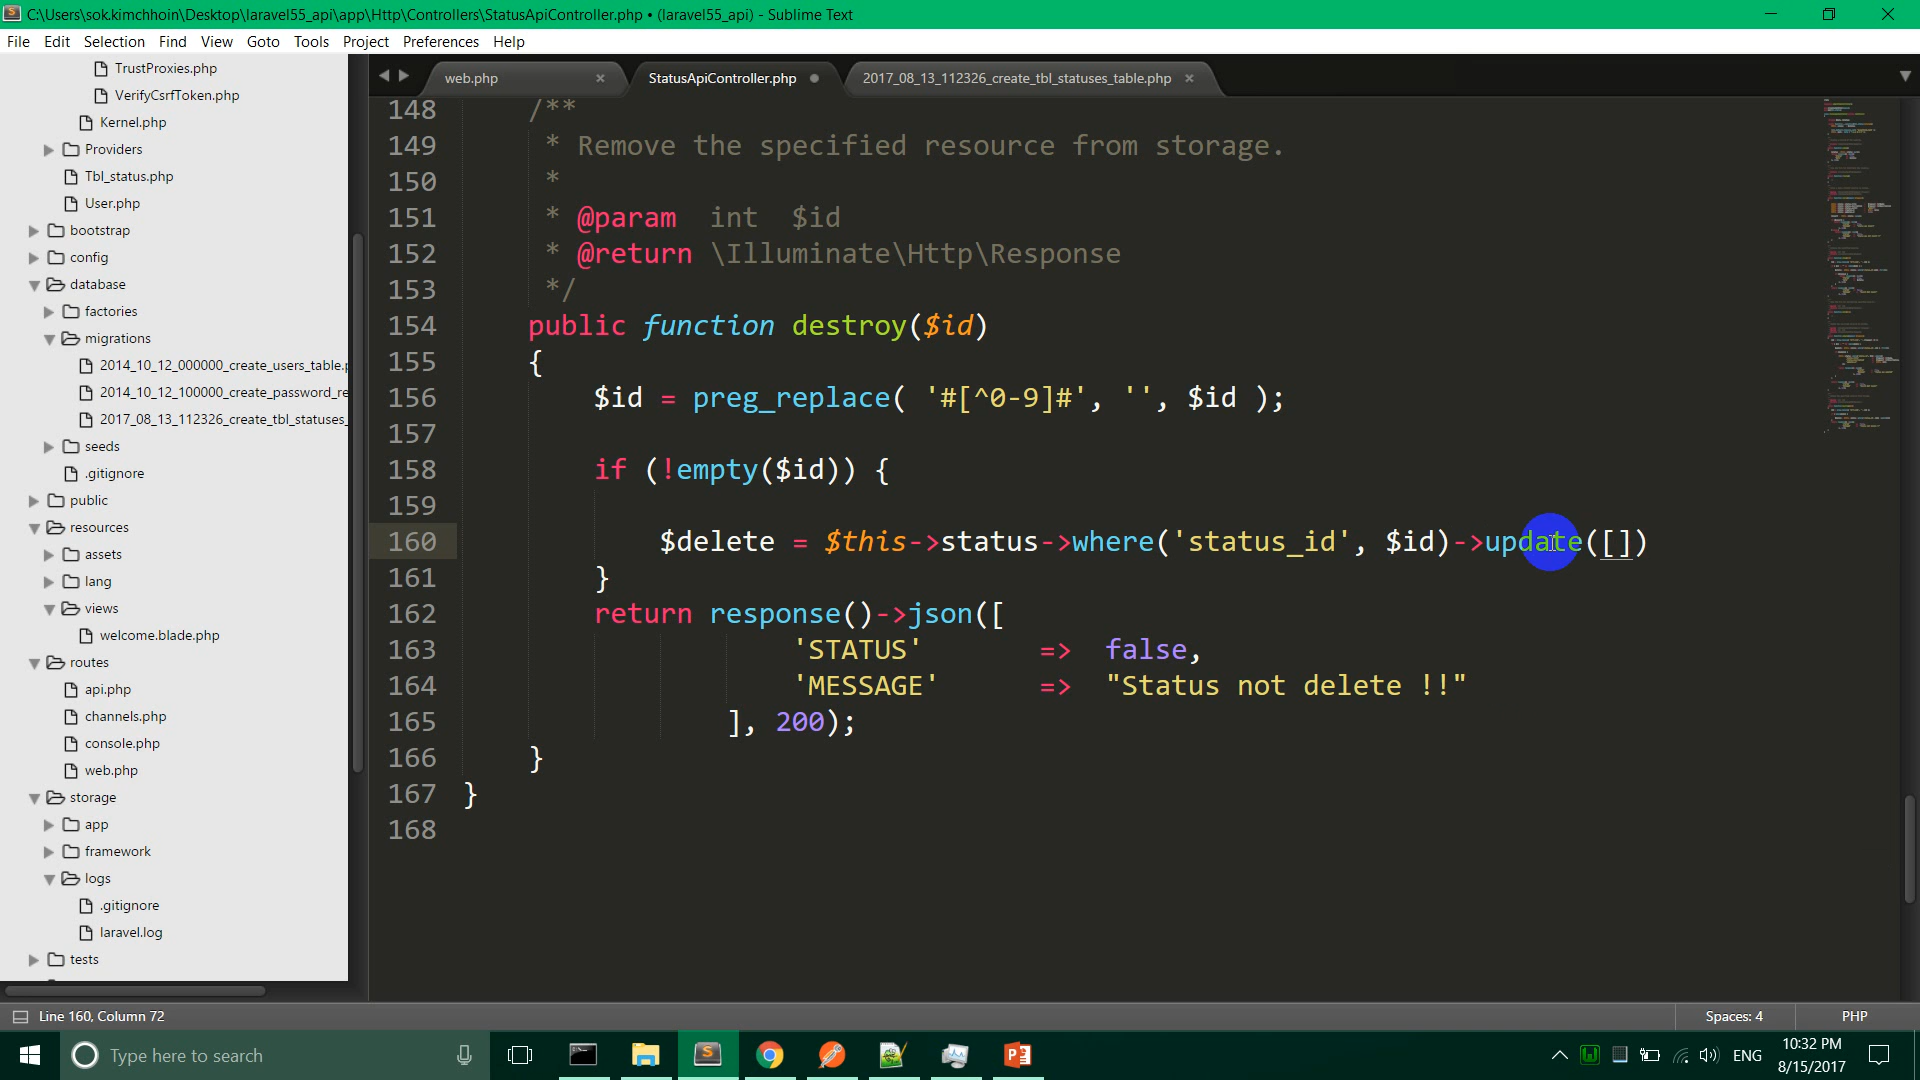 C:\Users\sok.kimchhoin\Desktop\laravel55_api\app\Http\Controllers\StatusApiController.php • (laravel55_api) - Sublime Text
File Edit Selection Find View Goto Tools Project Preferences Help
TrustProxies.php
VerifyCsrfToken.php
Kernel.php
Providers
Tbl_status.php
User.php
bootstrap
config
database
factories
migrations
2014_10_12_000000_create_users_table.p
2014_10_12_100000_create_password_re
2017_08_13_112326_create_tbl_statuses_
seeds
.gitignore
public
resources
assets
lang
views
welcome.blade.php
routes
api.php
channels.php
console.php
web.php
storage
app
framework
logs
.gitignore
laravel.log
tests
web.php StatusApiController.php 2017_08_13_112326_create_tbl_statuses_table.php
148 /**
149 * Remove the specified resource from storage.
150 *
151 * @param int $id
152 * @return \Illuminate\Http\Response
153 */
154 public function destroy($id)
155 {
156 $id = preg_replace( '#[^0-9]#', '', $id );
157
158 if (!empty($id)) {
159
160 $delete = $this->status->where('status_id', $id)->update([])
161 }
162 return response()->json([
163 'STATUS' => false,
164 'MESSAGE' => "Status not delete !!"
165 ], 200);
166 }
167 }
168
Line 160, Column 72 Spaces: 4 PHP
Type here to search
ENG
10:32 PM
8/15/2017